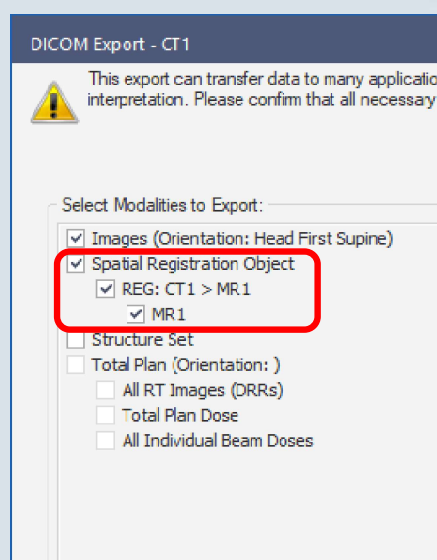 DICOM Export - CT1
This export can transfer data to many
interpretation. Please confirm that all necessary
Select Modalities to Export:
Images (Orientation: Head First Supine)
Spatial Registration Object
REG: CT1 > MR1
MR1
Structure Set
Total Plan (Orientation: )
All RT Images (DRRs)
Total Plan Dose
All Individual Beam Doses